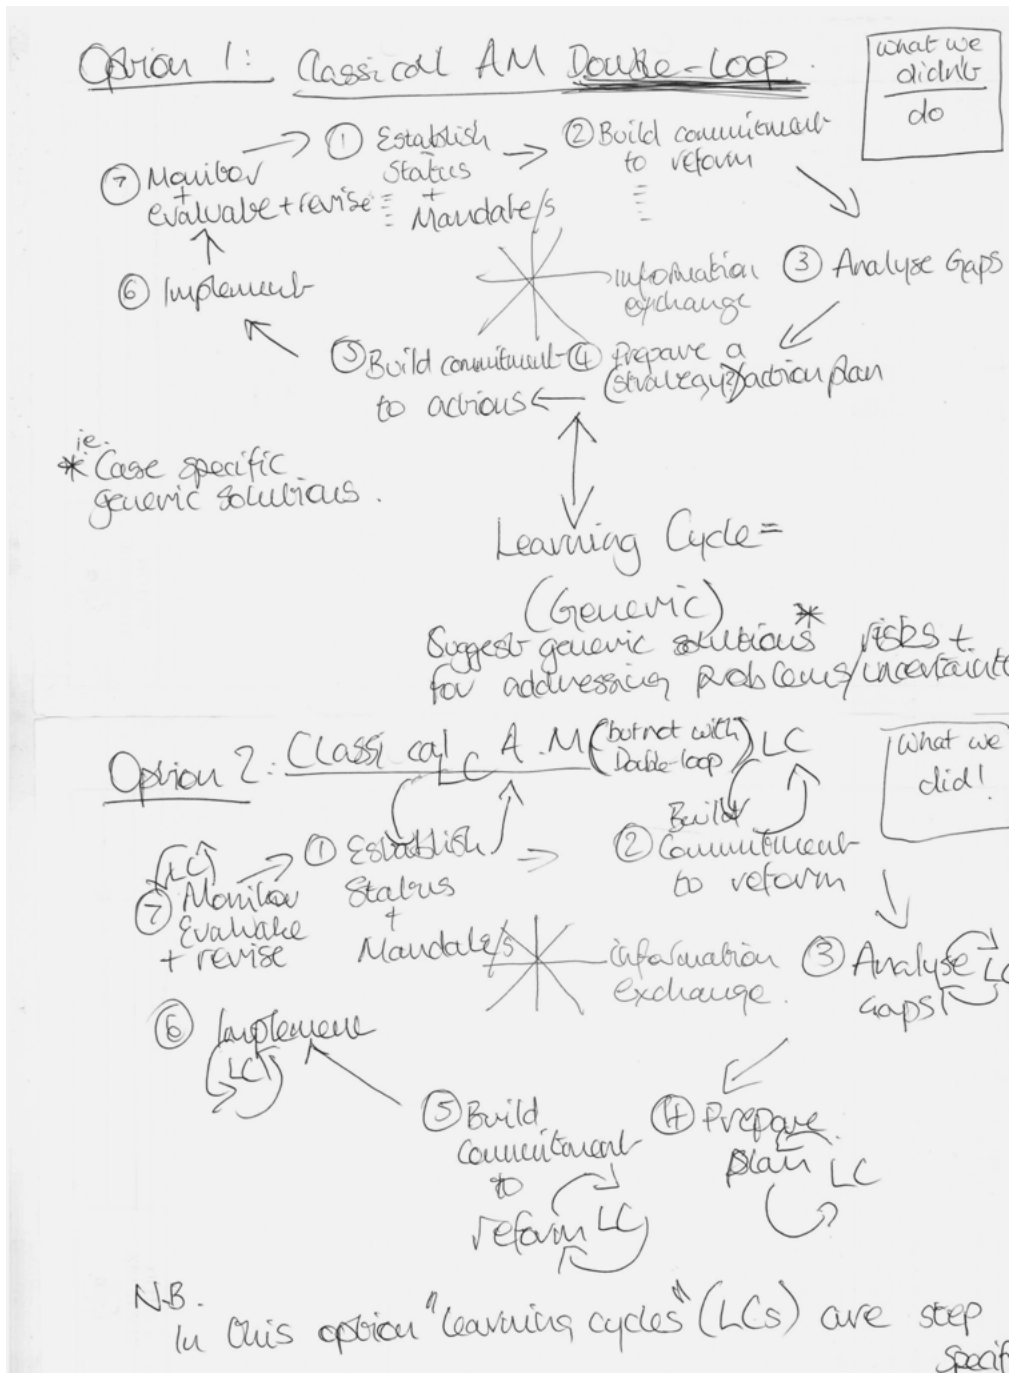 Option 1: Classical AM Double-Loop.
What we
didn't
do
① Establish
Status
+
Mandate/s
② Build commitment
to reform
③ Analyse Gaps
④ Prepare a
(strategy?) action plan
⑤ Build commitment
to actions
⑥ Implement
⑦ Monitor
+
evaluate + revise
information
exchange
ie.
* Case specific
generic solutions.
Learning Cycle =
(Generic)
Suggest generic solutions* risks +
for addressing problems/uncertaint
Option 2: Classical A.M (but not with
Double-loop)
What we
did!
LC
① Establish
Status
+
Mandate/s
LC
② Build
Commitment
to reform
③ Analyse LC
Gaps
④ Prepare
plan LC
⑤ Build
commitment
to
reform LC
⑥ Implement
LC
LC
⑦ Monitor
Evaluate
+ revise
information
exchange.
N.B.
In this option "learning cycles" (LCs) are step
specif